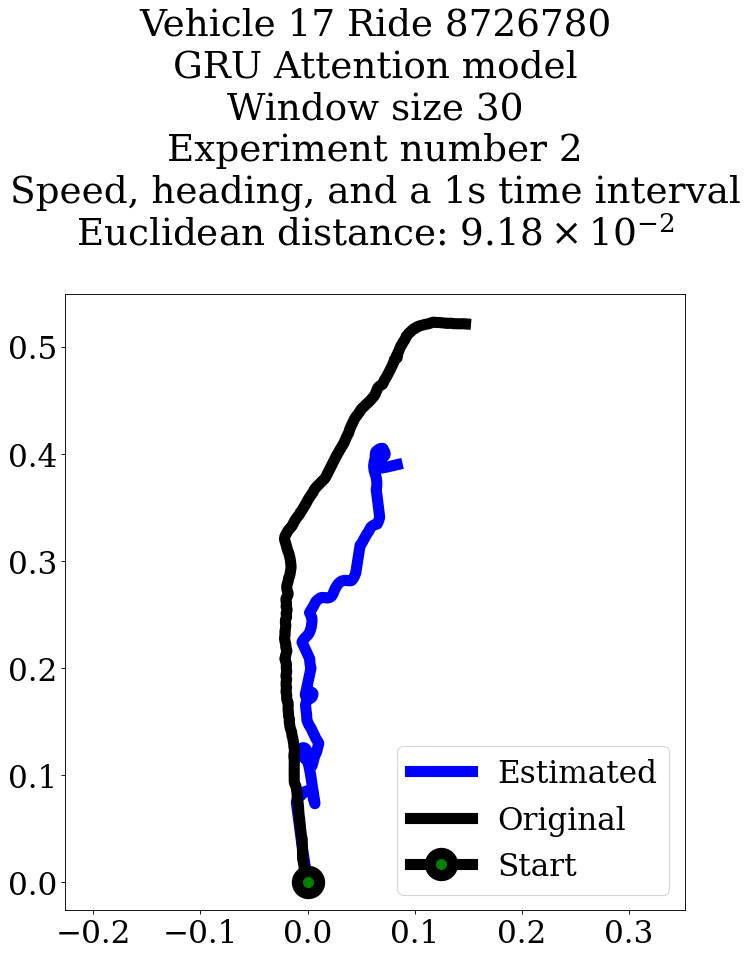 Vehicle 17 Ride 8726780
GRU Attention model
Window size 30
Experiment number 2
Speed, heading, and a 1s time interval
Euclidean distance: 9.18 × 10⁻²
0.5
0.4
0.3
0.2
0.1
0.0
Estimated
Original
Start
−0.2 −0.1 0.0 0.1 0.2 0.3